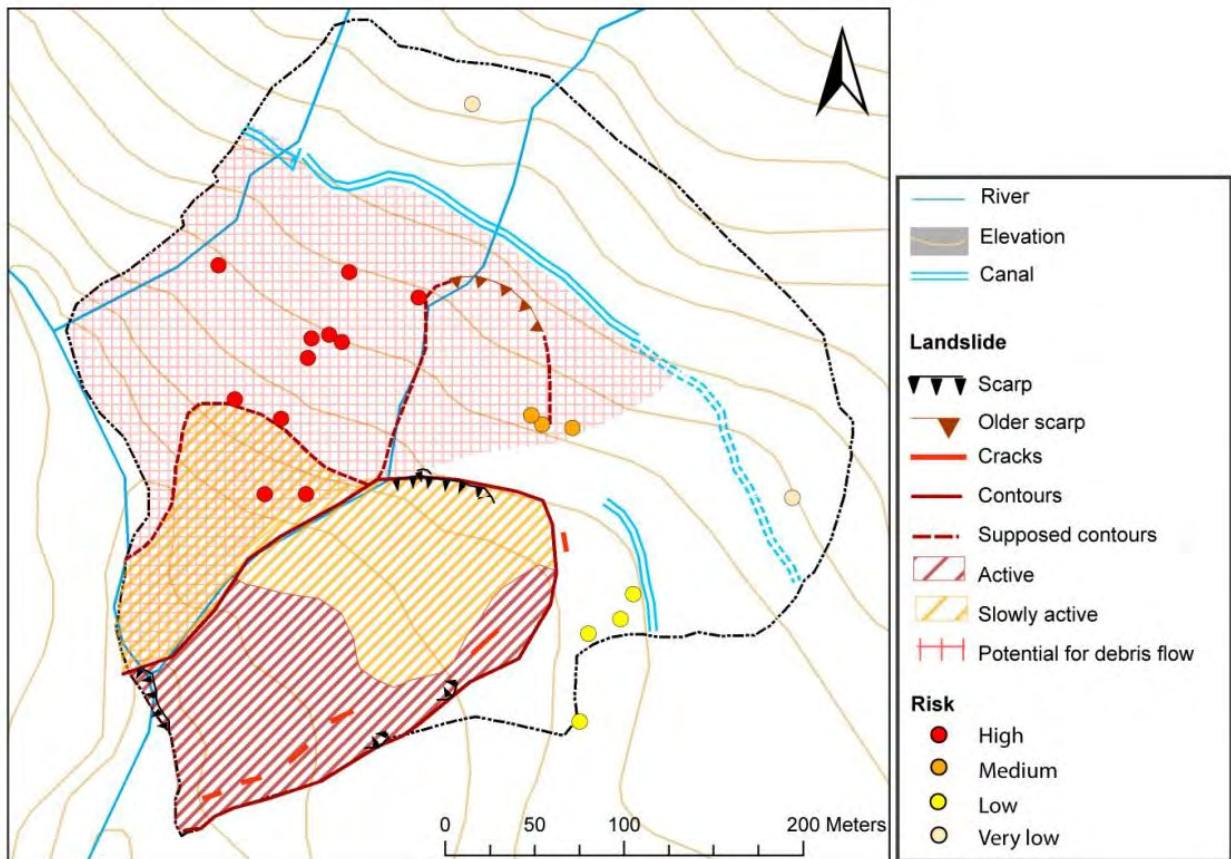 0 50 100 200 Meters
River
Elevation
Canal
Landslide
Scarp
Older scarp
Cracks
Contours
Supposed contours
Active
Slowly active
Potential for debris flow
Risk
High
Medium
Low
Very low